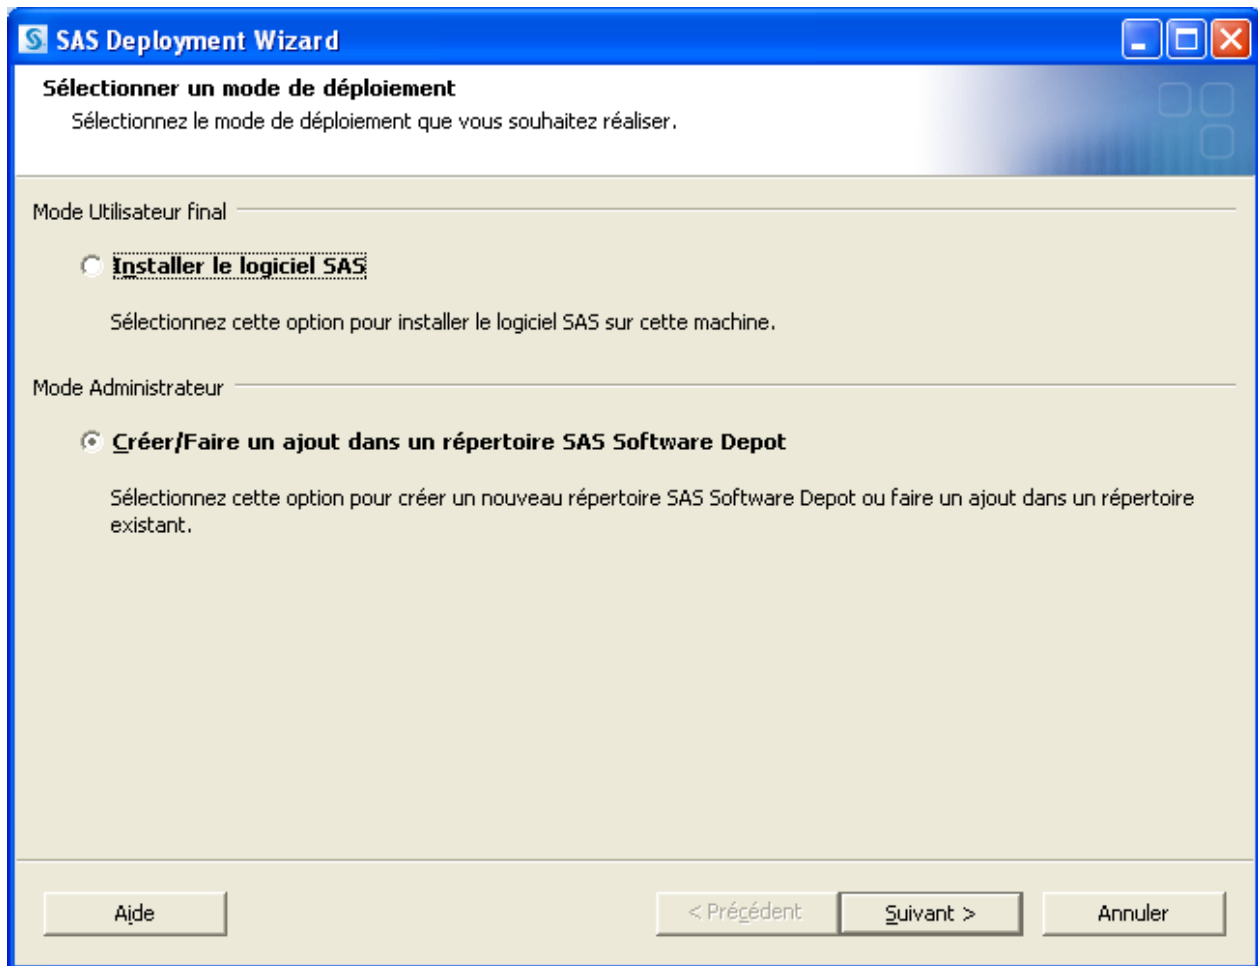 SAS Deployment Wizard
Sélectionner un mode de déploiement
Sélectionnez le mode de déploiement que vous souhaitez réaliser.
Mode Utilisateur final
Installer le logiciel SAS
Sélectionnez cette option pour installer le logiciel SAS sur cette machine.
Mode Administrateur
Créer/Faire un ajout dans un répertoire SAS Software Depot
Sélectionnez cette option pour créer un nouveau répertoire SAS Software Depot ou faire un ajout dans un répertoire
existant.
Aide
< Précédent
Suivant >
Annuler